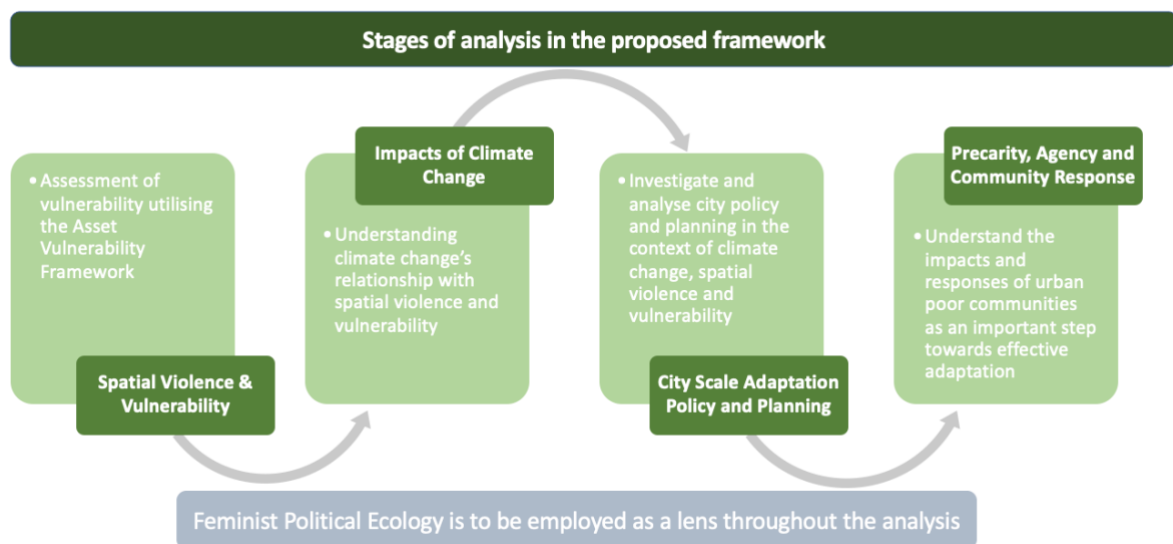 Stages of analysis in the proposed framework
• Assessment of
vulnerability utilising
the Asset
Vulnerability
Framework
Spatial Violence &
Vulnerability
Impacts of Climate
Change
• Understanding
climate change’s
relationship with
spatial violence and
vulnerability
• Investigate and
analyse city policy
and planning in the
context of climate
change, spatial
violence and
vulnerability
City Scale Adaptation
Policy and Planning
Precarity, Agency and
Community Response
• Understand the
impacts and
responses of urban
poor communities
as an important step
towards effective
adaptation
Feminist Political Ecology is to be employed as a lens throughout the analysis